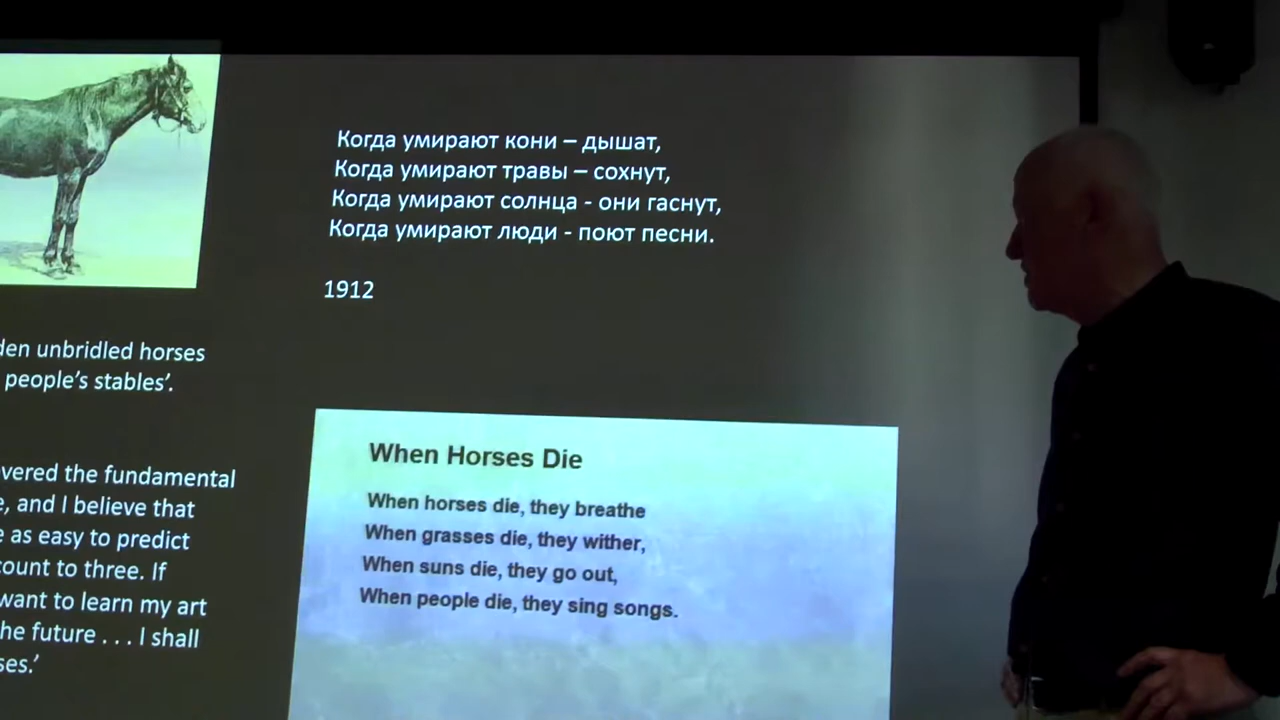 den unbridled horses
people’s stables’.
vered the fundamental
e, and I believe that
e as easy to predict
ount to three. If
want to learn my art
he future . . . I shall
ses.’
Когда умирают кони – дышат,
Когда умирают травы – сохнут,
Когда умирают солнца - они гаснут,
Когда умирают люди - поют песни.
1912
When Horses Die
When horses die, they breathe
When grasses die, they wither,
When suns die, they go out,
When people die, they sing songs.